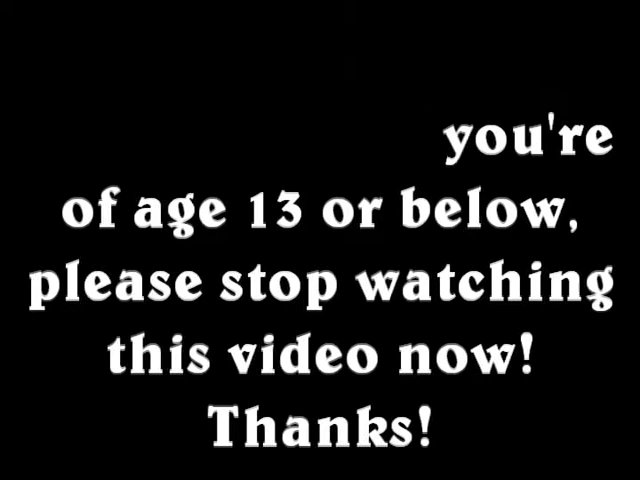 you're
of age 13 or below,
please stop watching
this video now!
Thanks!